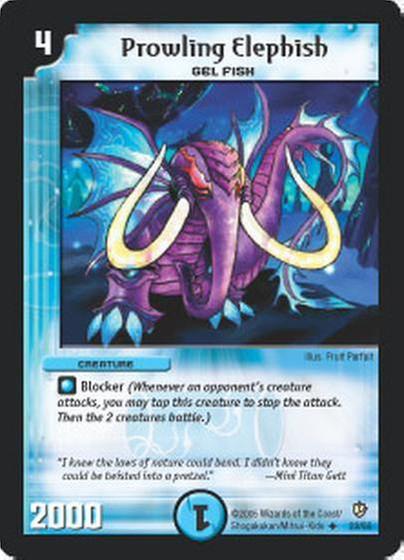 4
Prowling Elephish
GEL FISH
Illus. Fruit Parfait
CREATURE
Blocker (Whenever an opponent's creature
attacks, you may tap this creature to stop the attack.
Then the 2 creatures battle.)
"I knew the laws of nature could bend. I didn't know they
could be twisted into a pretzel." —Mini Titan Gett
2000
1
©2005 Wizards of the Coast/
Shogakukan/Mitsui-Kids